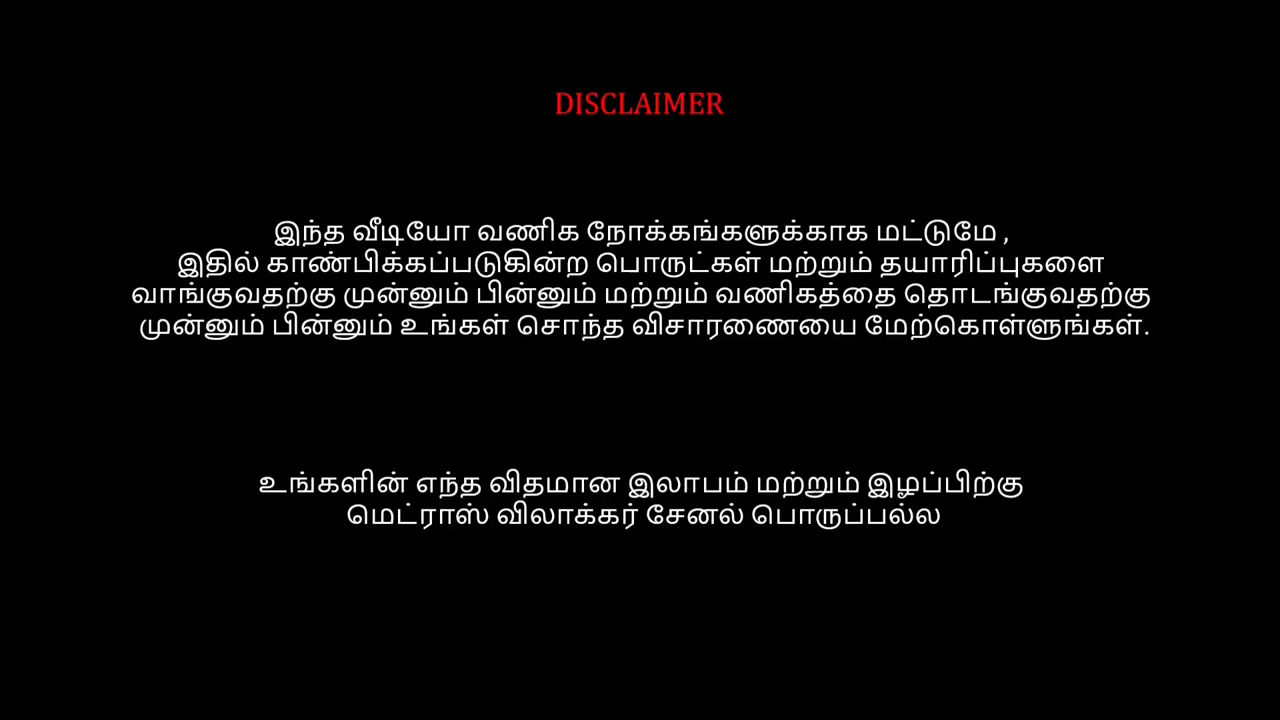 DISCLAIMER
இந்த வீடியோ வணிக நோக்கங்களுக்காக மட்டுமே ,
இதில் காண்பிக்கப்படுகின்ற பொருட்கள் மற்றும் தயாரிப்புகளை
வாங்குவதற்கு முன்னும் பின்னும் மற்றும் வணிகத்தை தொடங்குவதற்கு
முன்னும் பின்னும் உங்கள் சொந்த விசாரணையை மேற்கொள்ளுங்கள்.
உங்களின் எந்த விதமான இலாபம் மற்றும் இழப்பிற்கு
மெட்ராஸ் விலாக்கர் சேனல் பொருப்பல்ல